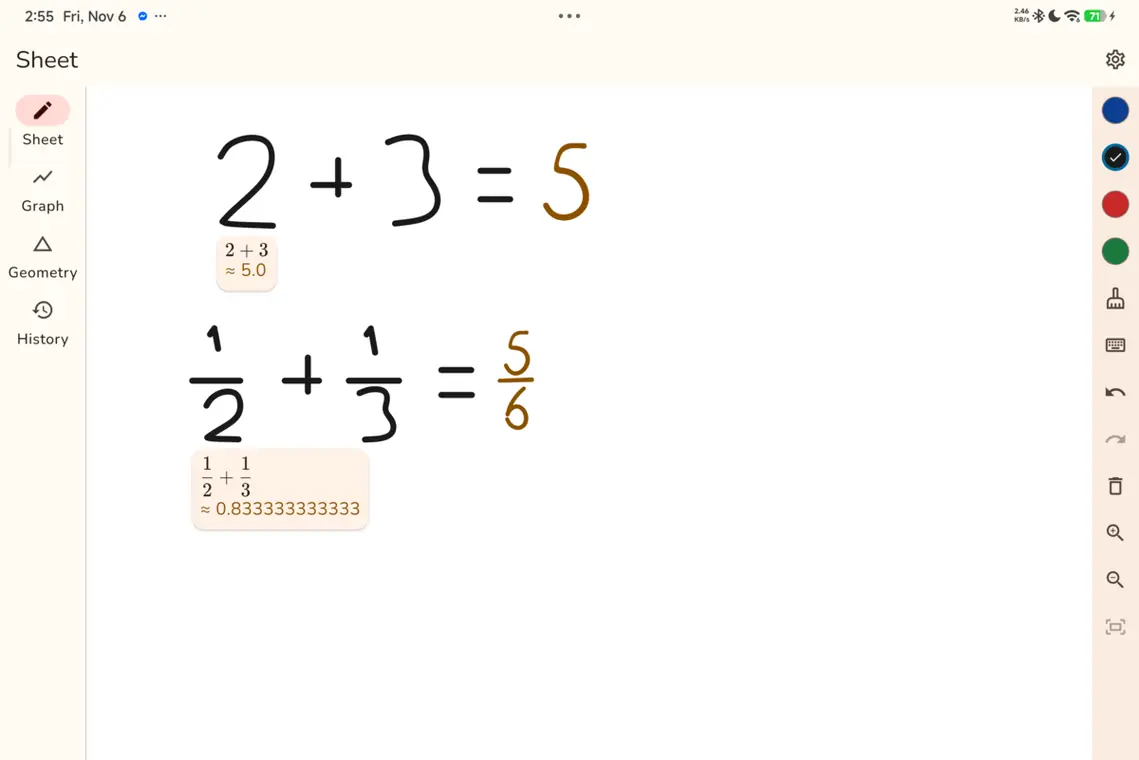 2:55 Fri, Nov 6 ...
2.46 KB/s 71
Sheet
Sheet
Graph
Geometry
History
2 + 3 = 5
2 + 3
≈ 5.0
1/2 + 1/3 = 5/6
1/2 + 1/3
≈ 0.833333333333